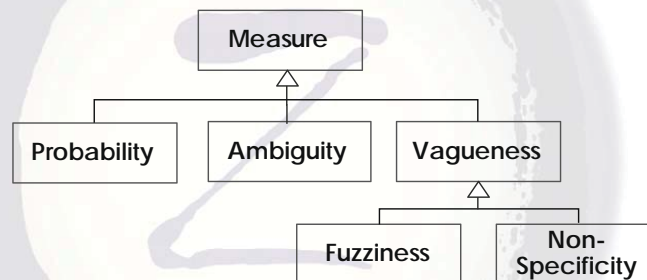 Measure
Probability
Ambiguity
Vagueness
Fuzziness
Non-
Specificity